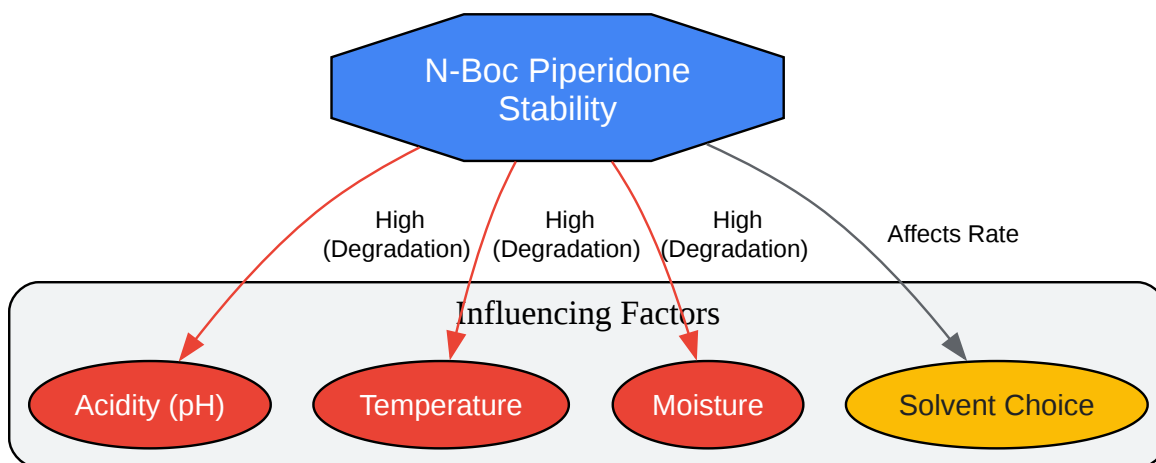 N-Boc Piperidone
Stability
High
(Degradation)
High
(Degradation)
High
(Degradation)
Affects Rate
Influencing Factors
Acidity (pH)
Temperature
Moisture
Solvent Choice